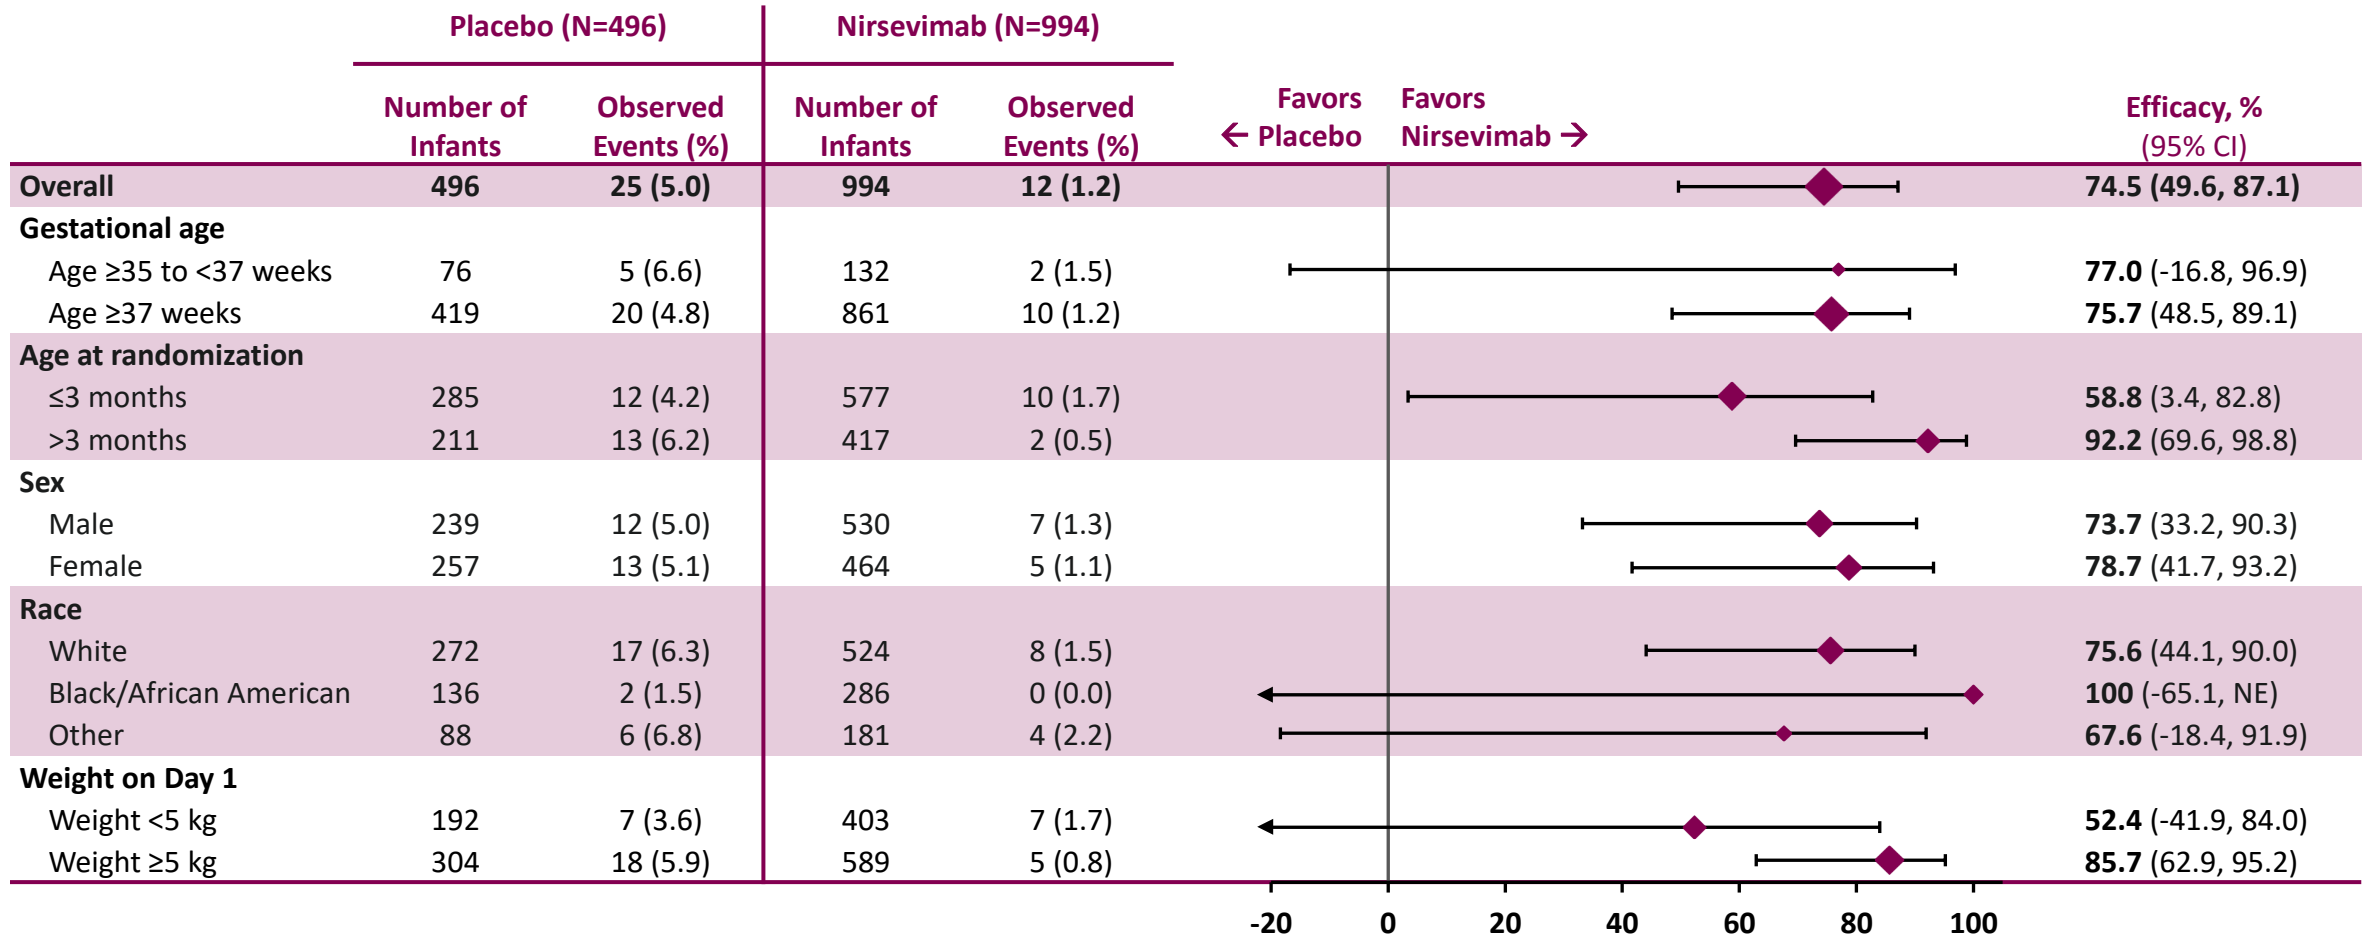 Placebo (N=496) Nirsevimab (N=994)
Number of Infants Observed Events (%) Number of Infants Observed Events (%) Favors ← Placebo Favors Nirsevimab → Efficacy, % (95% CI)
Overall 496 25 (5.0) 994 12 (1.2) 74.5 (49.6, 87.1)
Gestational age
Age ≥35 to <37 weeks 76 5 (6.6) 132 2 (1.5) 77.0 (-16.8, 96.9)
Age ≥37 weeks 419 20 (4.8) 861 10 (1.2) 75.7 (48.5, 89.1)
Age at randomization
≤3 months 285 12 (4.2) 577 10 (1.7) 58.8 (3.4, 82.8)
>3 months 211 13 (6.2) 417 2 (0.5) 92.2 (69.6, 98.8)
Sex
Male 239 12 (5.0) 530 7 (1.3) 73.7 (33.2, 90.3)
Female 257 13 (5.1) 464 5 (1.1) 78.7 (41.7, 93.2)
Race
White 272 17 (6.3) 524 8 (1.5) 75.6 (44.1, 90.0)
Black/African American 136 2 (1.5) 286 0 (0.0) 100 (-65.1, NE)
Other 88 6 (6.8) 181 4 (2.2) 67.6 (-18.4, 91.9)
Weight on Day 1
Weight <5 kg 192 7 (3.6) 403 7 (1.7) 52.4 (-41.9, 84.0)
Weight ≥5 kg 304 18 (5.9) 589 5 (0.8) 85.7 (62.9, 95.2)
-20 0 20 40 60 80 100